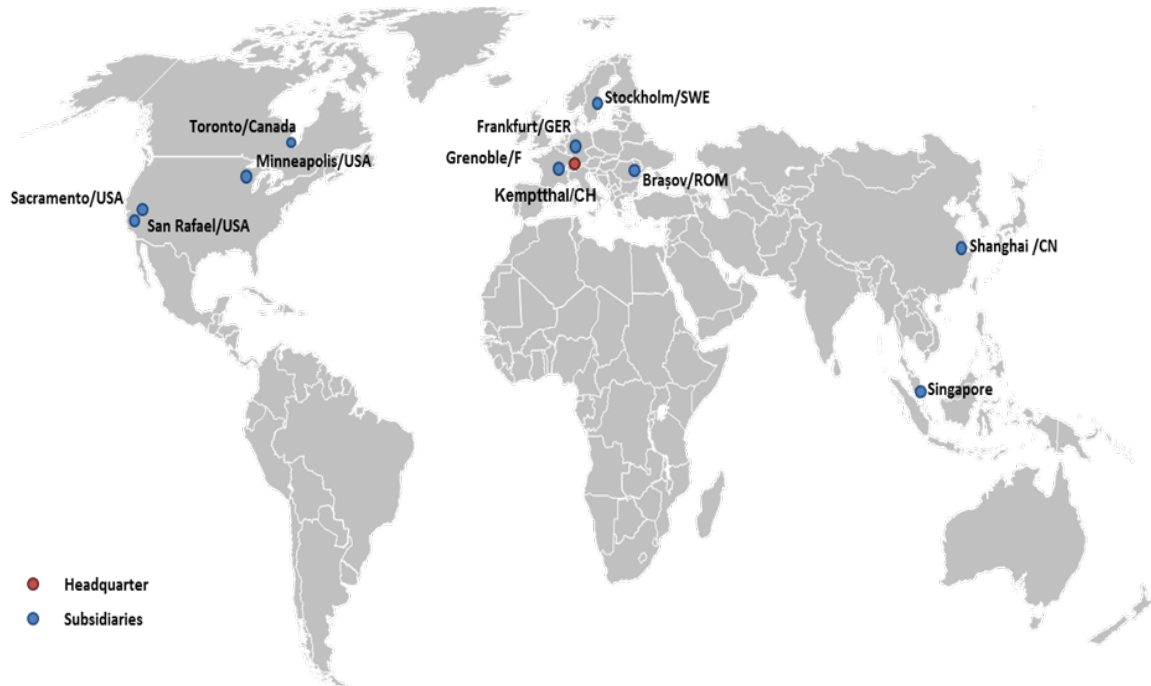 Stockholm/SWE
Toronto/Canada
Frankfurt/GER
Minneapolis/USA
Grenoble/F
Brașov/ROM
Kemptthal/CH
Sacramento/USA
San Rafael/USA
Shanghai /CN
Singapore
Headquarter
Subsidiaries